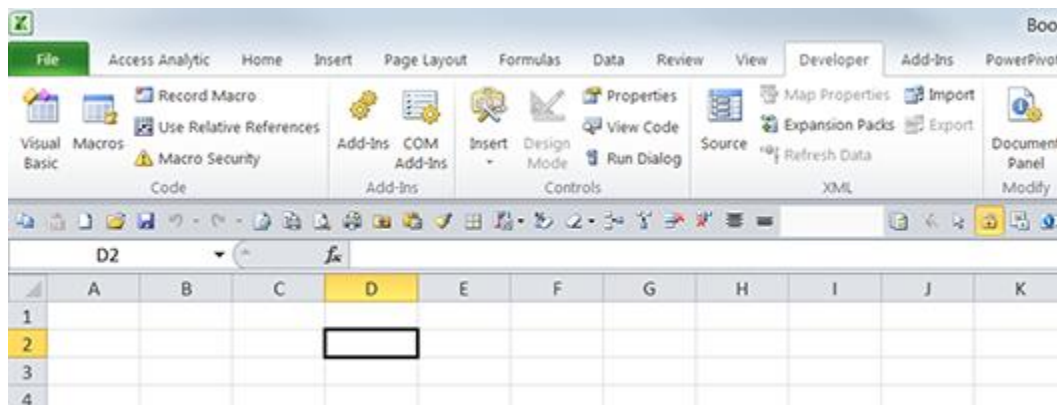 Boo
File Access Analytic Home Insert Page Layout Formulas Data Review View Developer Add-Ins PowerPivot
Visual Basic
Macros
Record Macro
Use Relative References
Macro Security
Code
Add-Ins
COM Add-Ins
Add-Ins
Insert
Design Mode
Properties
View Code
Run Dialog
Controls
Source
Map Properties
Expansion Packs
Refresh Data
Import
Export
XML
Document Panel
Modify
D2 fx
A B C D E F G H I J K
1
2
3
4